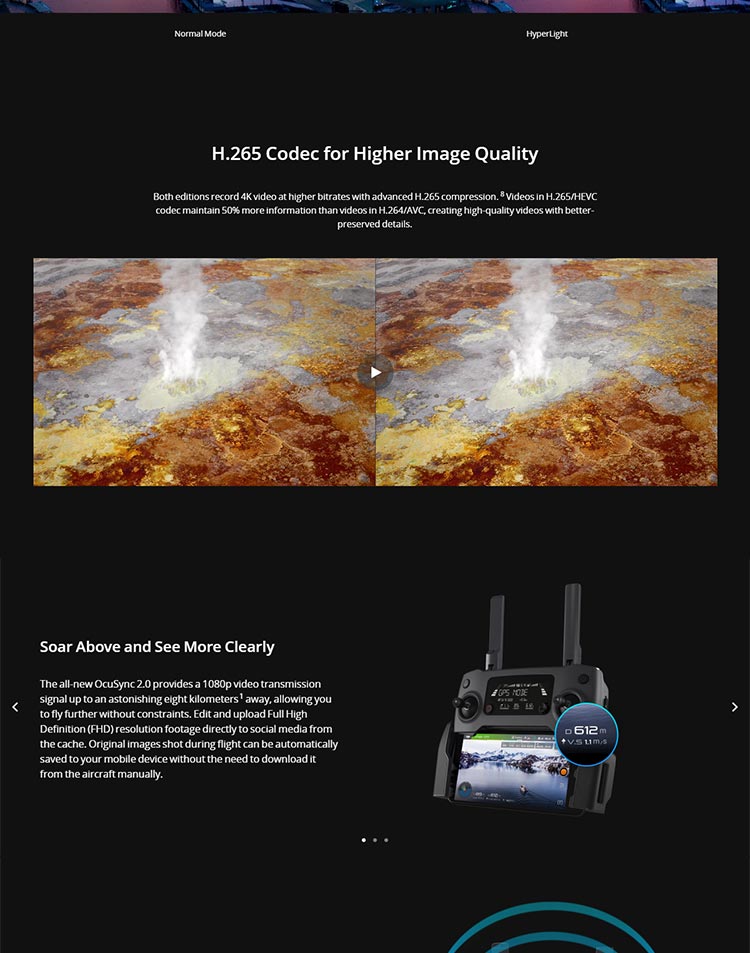 Normal Mode
HyperLight
H.265 Codec for Higher Image Quality
Both editions record 4K video at higher bitrates with advanced H.265 compression. 8 Videos in H.265/HEVC
codec maintain 50% more information than videos in H.264/AVC, creating high-quality videos with better-
preserved details.
Soar Above and See More Clearly
The all-new OcuSync 2.0 provides a 1080p video transmission
signal up to an astonishing eight kilometers1 away, allowing you
to fly further without constraints. Edit and upload Full High
Definition (FHD) resolution footage directly to social media from
the cache. Original images shot during flight can be automatically
saved to your mobile device without the need to download it
from the aircraft manually.
GPS MODE
D 612 m
V.S 1.1 m/s